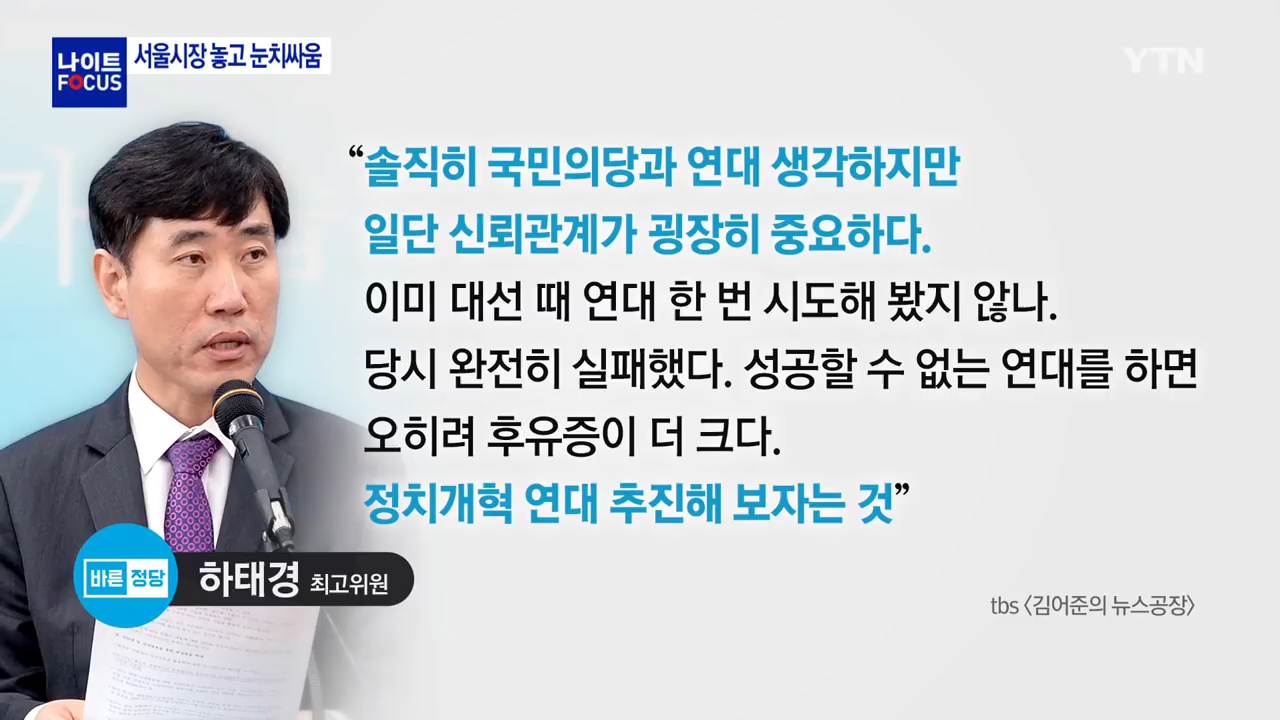 나이트
FOCUS
서울시장 놓고 눈치싸움
YTN
“솔직히 국민의당과 연대 생각하지만
일단 신뢰관계가 굉장히 중요하다.
이미 대선 때 연대 한 번 시도해 봤지 않나.
당시 완전히 실패했다. 성공할 수 없는 연대를 하면
오히려 후유증이 더 크다.
정치개혁 연대 추진해 보자는 것”
바른 정당
하태경 최고위원
tbs 〈김어준의 뉴스공장〉